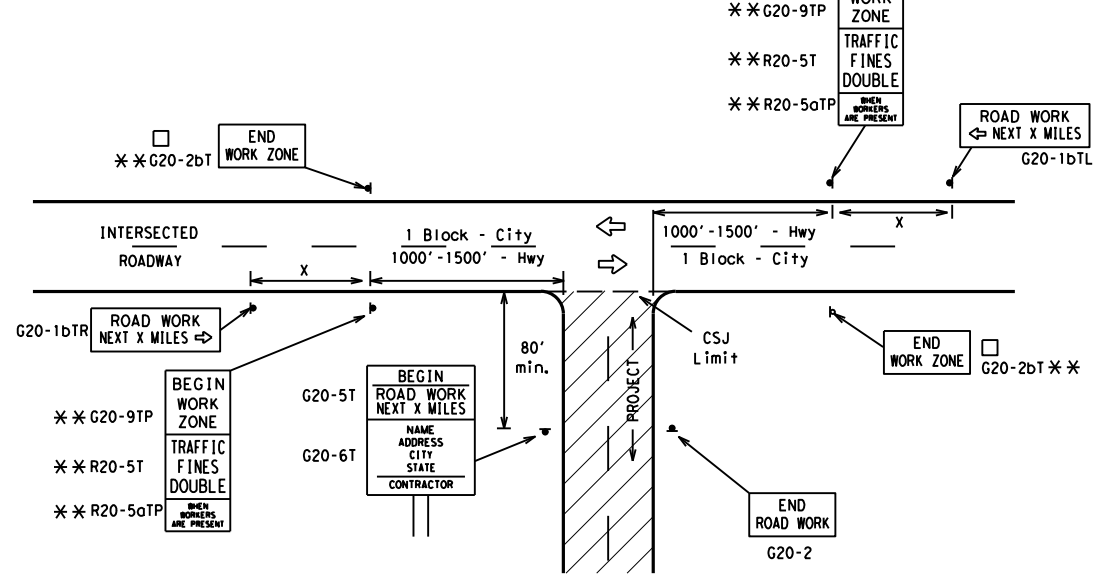 WORK
ZONE
✱✱G20-9TP
TRAFFIC
FINES
DOUBLE
✱✱R20-5T
WHEN
WORKERS
ARE PRESENT
✱✱R20-5aTP
ROAD WORK
⇦ NEXT X MILES
G20-1bTL
END
WORK ZONE
□
✱✱G20-2bT
INTERSECTED
ROADWAY
1 Block - City
1000'-1500' - Hwy
X
1000'-1500' - Hwy
1 Block - City
X
G20-1bTR
ROAD WORK
NEXT X MILES ⇨
80'
min.
PROJECT
CSJ
Limit
END
WORK ZONE
□
G20-2bT ✱✱
BEGIN
WORK
ZONE
✱✱G20-9TP
TRAFFIC
FINES
DOUBLE
✱✱R20-5T
WHEN
WORKERS
ARE PRESENT
✱✱R20-5aTP
G20-5T
BEGIN
ROAD WORK
NEXT X MILES
G20-6T
NAME
ADDRESS
CITY
STATE
CONTRACTOR
END
ROAD WORK
G20-2